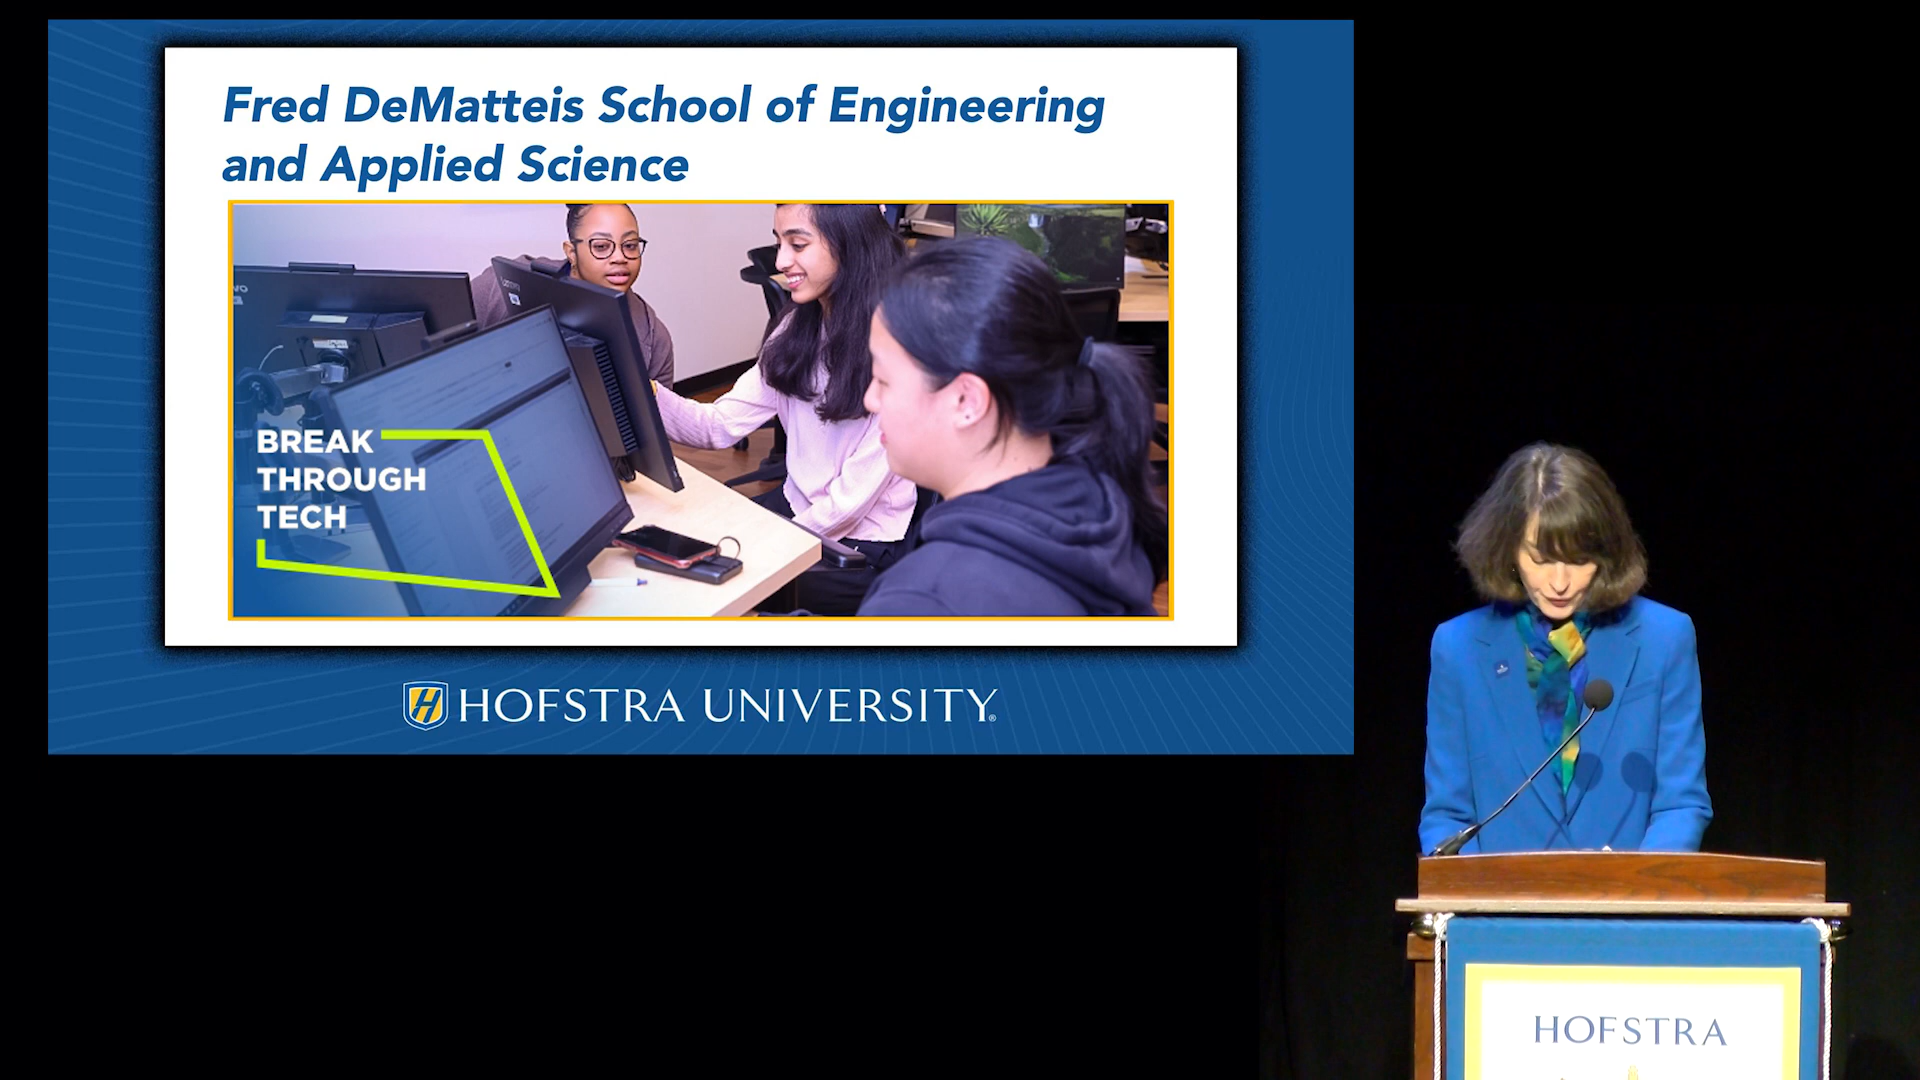 Fred DeMatteis School of Engineering
and Applied Science
BREAK
THROUGH
TECH
HOFSTRA UNIVERSITY®
HOFSTRA